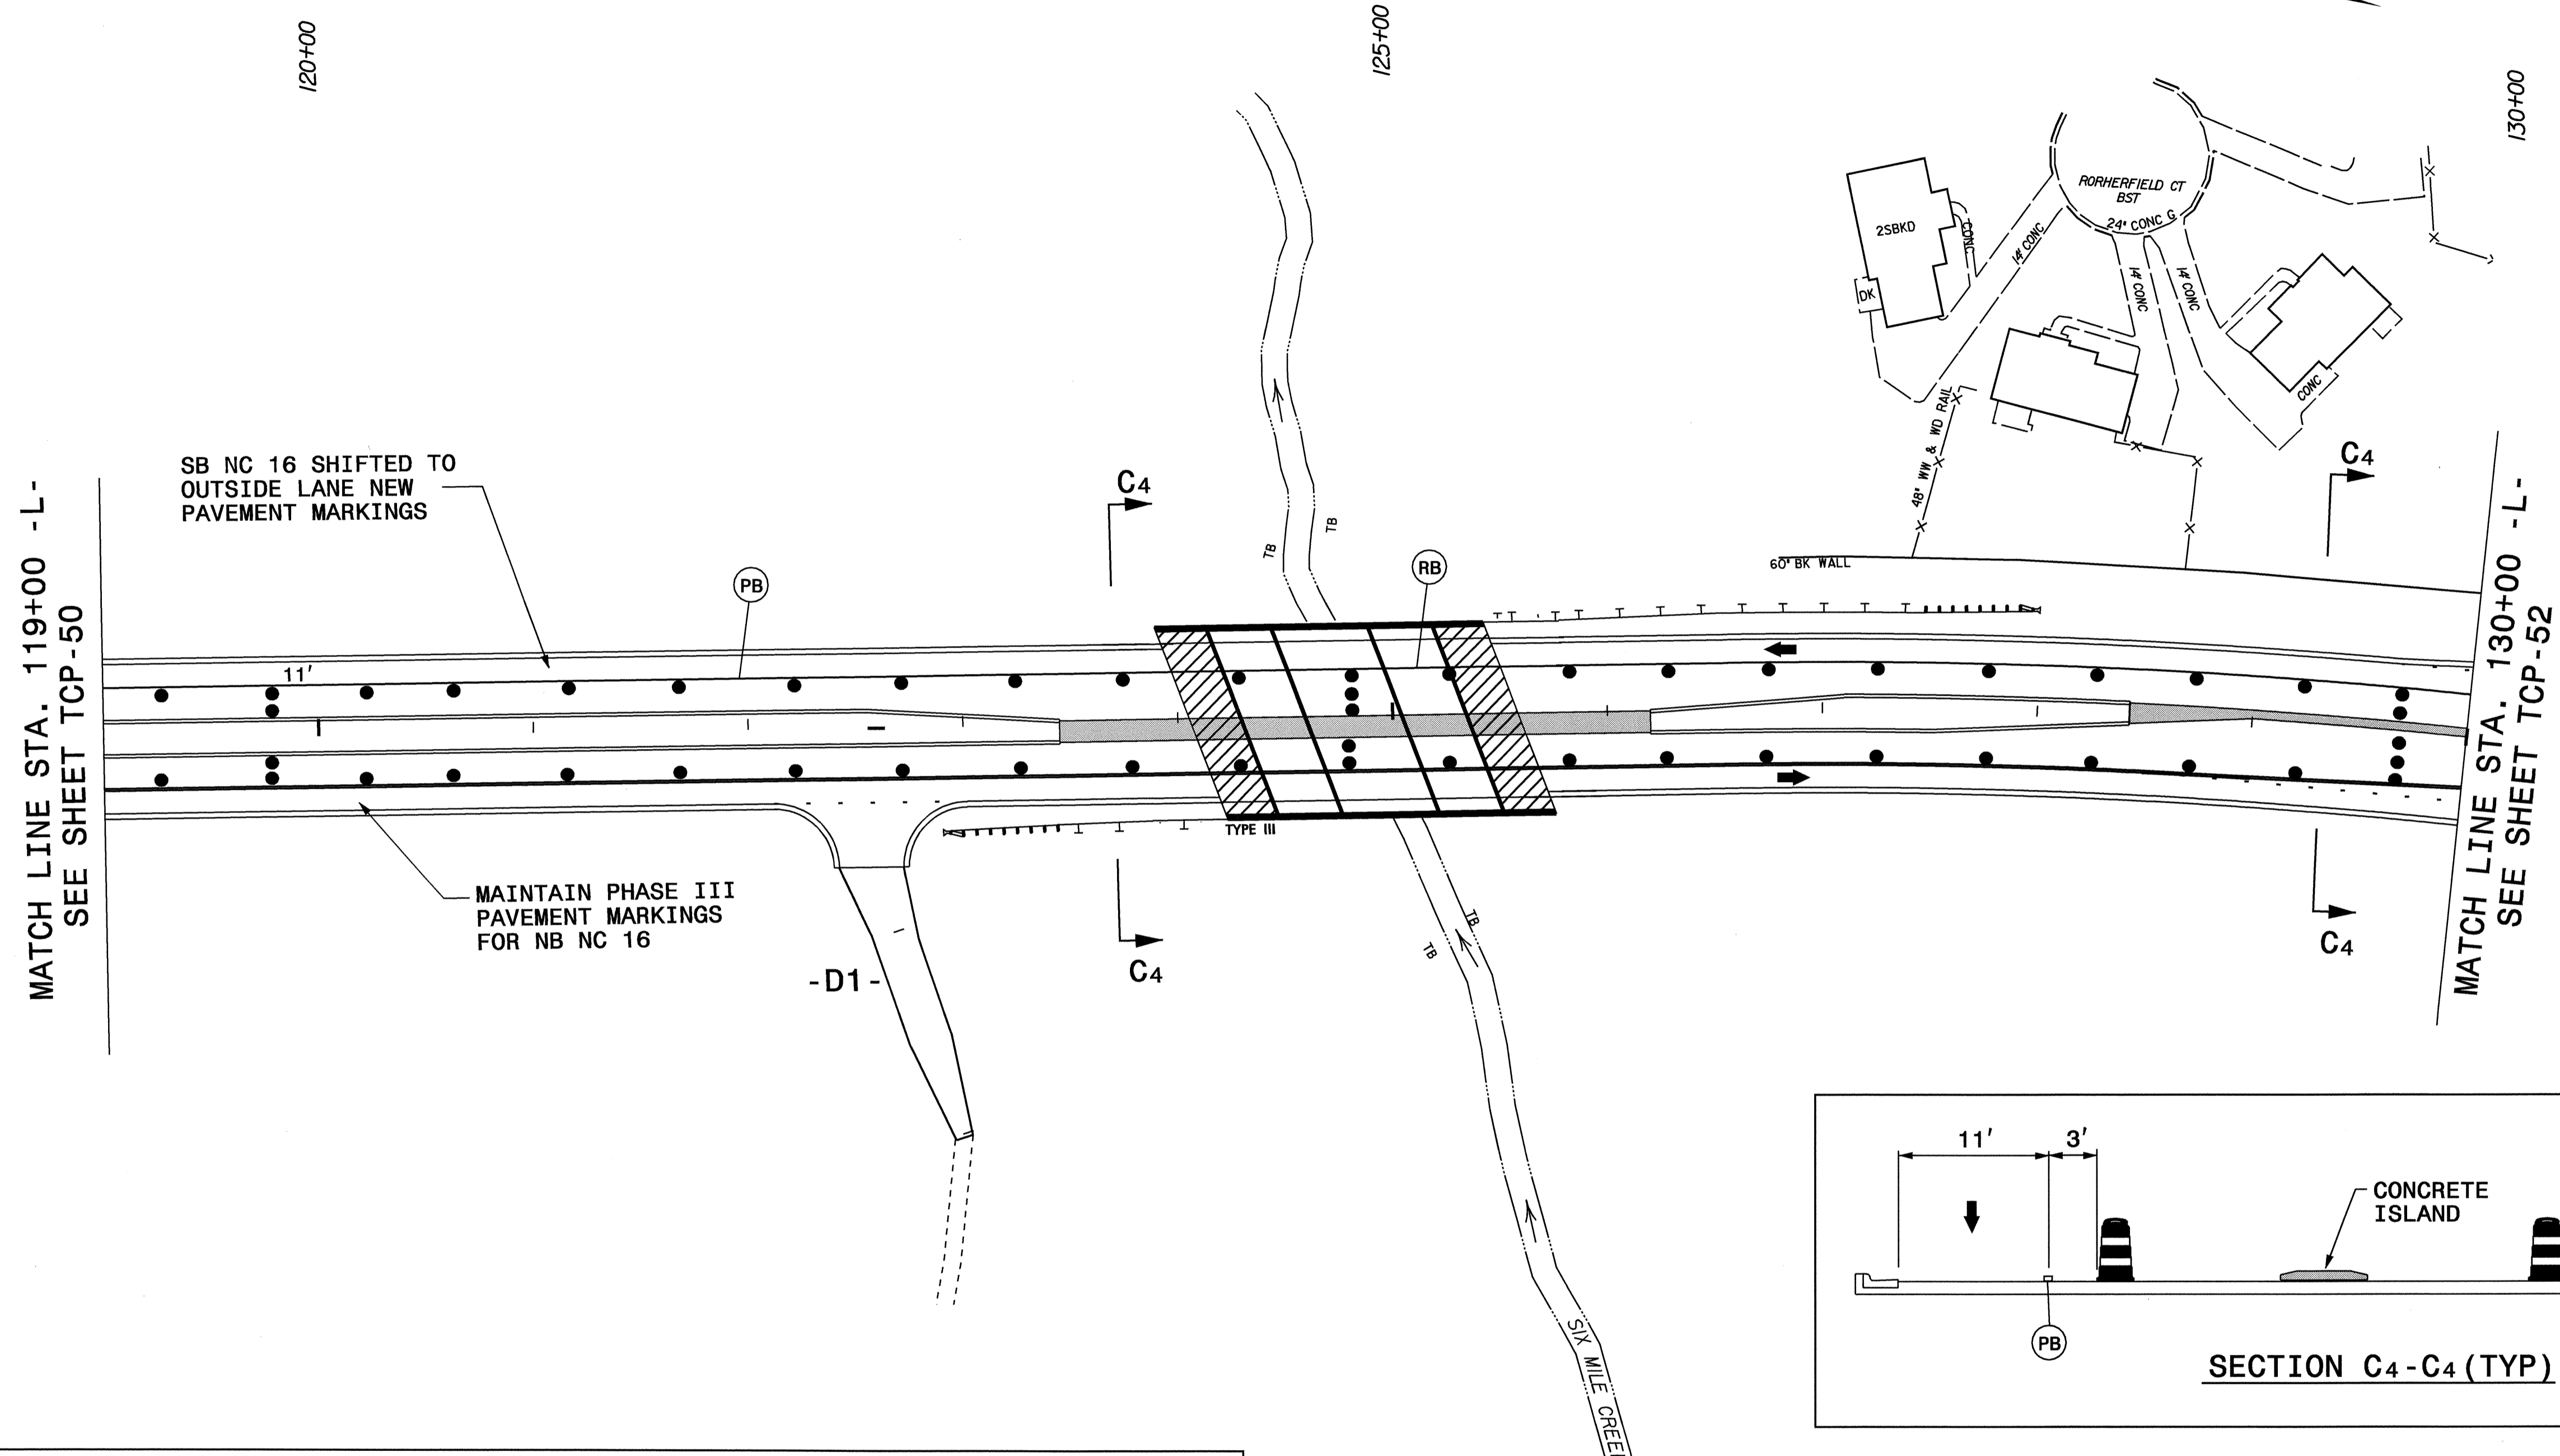 120+00
125+00
130+00
RORHERFIELD CT
BST
24" CONC G
2SBKD
CONC
14' CONC
DK
14' CONC
14' CONC
CONC
48" WW & WD RAIL
60" BK WALL
SB NC 16 SHIFTED TO
OUTSIDE LANE NEW
PAVEMENT MARKINGS
C4
C4
TB
TB
PB
RB
11'
MATCH LINE STA. 119+00 -L-
SEE SHEET TCP-50
MATCH LINE STA. 130+00 -L-
SEE SHEET TCP-52
TYPE III
MAINTAIN PHASE III
PAVEMENT MARKINGS
FOR NB NC 16
-D1-
C4
C4
TB
TB
SIX MILE CREEK
11'
3'
CONCRETE
ISLAND
PB
SECTION C4-C4(TYP)